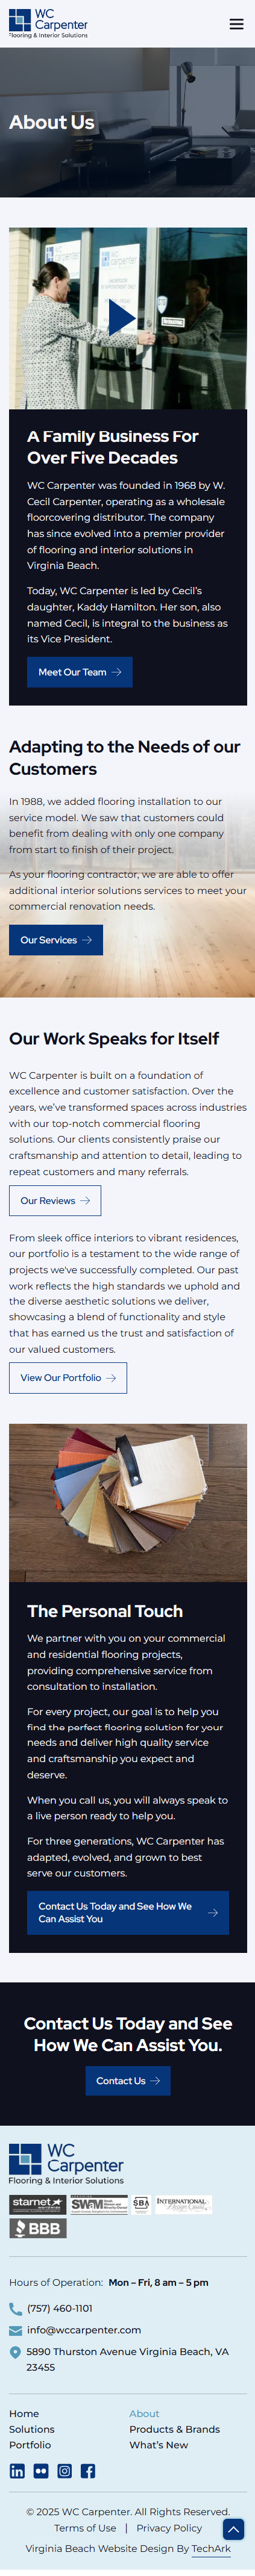 WC
Carpenter
Flooring & Interior Solutions
About Us
A Family Business For
Over Five Decades
WC Carpenter was founded in 1968 by W.
Cecil Carpenter, operating as a wholesale
floorcovering distributor. The company
has since evolved into a premier provider
of flooring and interior solutions in
Virginia Beach.
Today, WC Carpenter is led by Cecil's
daughter, Kaddy Hamilton. Her son, also
named Cecil, is integral to the business as
its Vice President.
Meet Our Team
Adapting to the Needs of our
Customers
In 1988, we added flooring installation to our
service model. We saw that customers could
benefit from dealing with only one company
from start to finish of their project.
As your flooring contractor, we are able to offer
additional interior solutions services to meet your
commercial renovation needs.
Our Services
Our Work Speaks for Itself
WC Carpenter is built on a foundation of
excellence and customer satisfaction. Over the
years, we've transformed spaces across industries
with our top-notch commercial flooring
solutions. Our clients consistently praise our
craftsmanship and attention to detail, leading to
repeat customers and many referrals.
Our Reviews
From sleek office interiors to vibrant residences,
our portfolio is a testament to the wide range of
projects we've successfully completed. Our past
work reflects the high standards we uphold and
the diverse aesthetic solutions we deliver,
showcasing a blend of functionality and style
that has earned us the trust and satisfaction of
our valued customers.
View Our Portfolio
The Personal Touch
We partner with you on your commercial
and residential flooring projects,
providing comprehensive service from
consultation to installation.
For every project, our goal is to help you
find the perfect flooring solution for your
needs and deliver high quality service
and craftsmanship you expect and
deserve.
When you call us, you will always speak to
a live person ready to help you.
For three generations, WC Carpenter has
adapted, evolved, and grown to best
serve our customers.
Contact Us Today and See How We
Can Assist You
Contact Us Today and See
How We Can Assist You.
Contact Us
WC
Carpenter
Flooring & Interior Solutions
starnet
SWaM
SBA
INTERNATIONAL
Design Guild
BBB
Hours of Operation: Mon – Fri, 8 am – 5 pm
(757) 460-1101
info@wccarpenter.com
5890 Thurston Avenue Virginia Beach, VA
23455
Home
About
Solutions
Products & Brands
Portfolio
What's New
© 2025 WC Carpenter. All Rights Reserved.
Terms of Use | Privacy Policy
Virginia Beach Website Design By TechArk